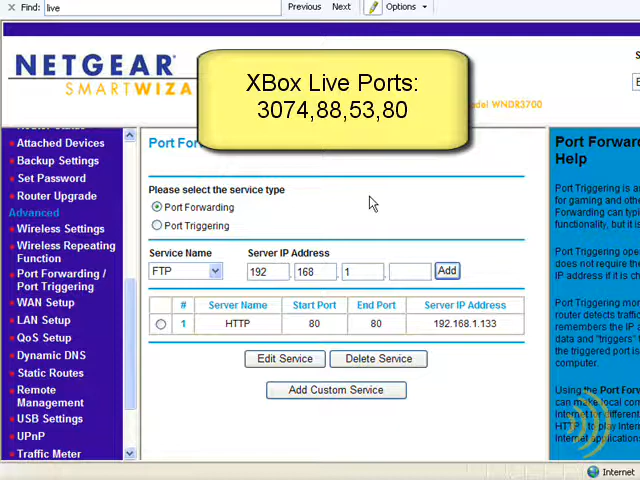 Find: live Previous Next Options
NETGEAR
SMARTWIZA
XBox Live Ports:
3074,88,53,80
odel WNDR3700
S
E
Router Status
Attached Devices
Backup Settings
Set Password
Router Upgrade
Advanced
Wireless Settings
Wireless Repeating
Function
Port Forwarding /
Port Triggering
WAN Setup
LAN Setup
QoS Setup
Dynamic DNS
Static Routes
Remote
Management
USB Settings
UPnP
Traffic Meter
Port For
Please select the service type
Port Forwarding
Port Triggering
Service Name Server IP Address
FTP 192 . 168 . 1 . Add
# Server Name Start Port End Port Server IP Address
1 HTTP 80 80 192.168.1.133
Edit Service Delete Service
Add Custom Service
Port Forwar
Help
Port Triggering is a
for gaming and othe
Forwarding can typi
functionality, but it i
Port Triggering ope
does not require the
IP address if it is ch
Port Triggering mon
router detects traffic
remembers the IP a
data and "triggers"
the triggered port is
computer.
Using the Port Forw
can make local com
Internet for different
HTTP) to play Intern
Internet applications
Internet